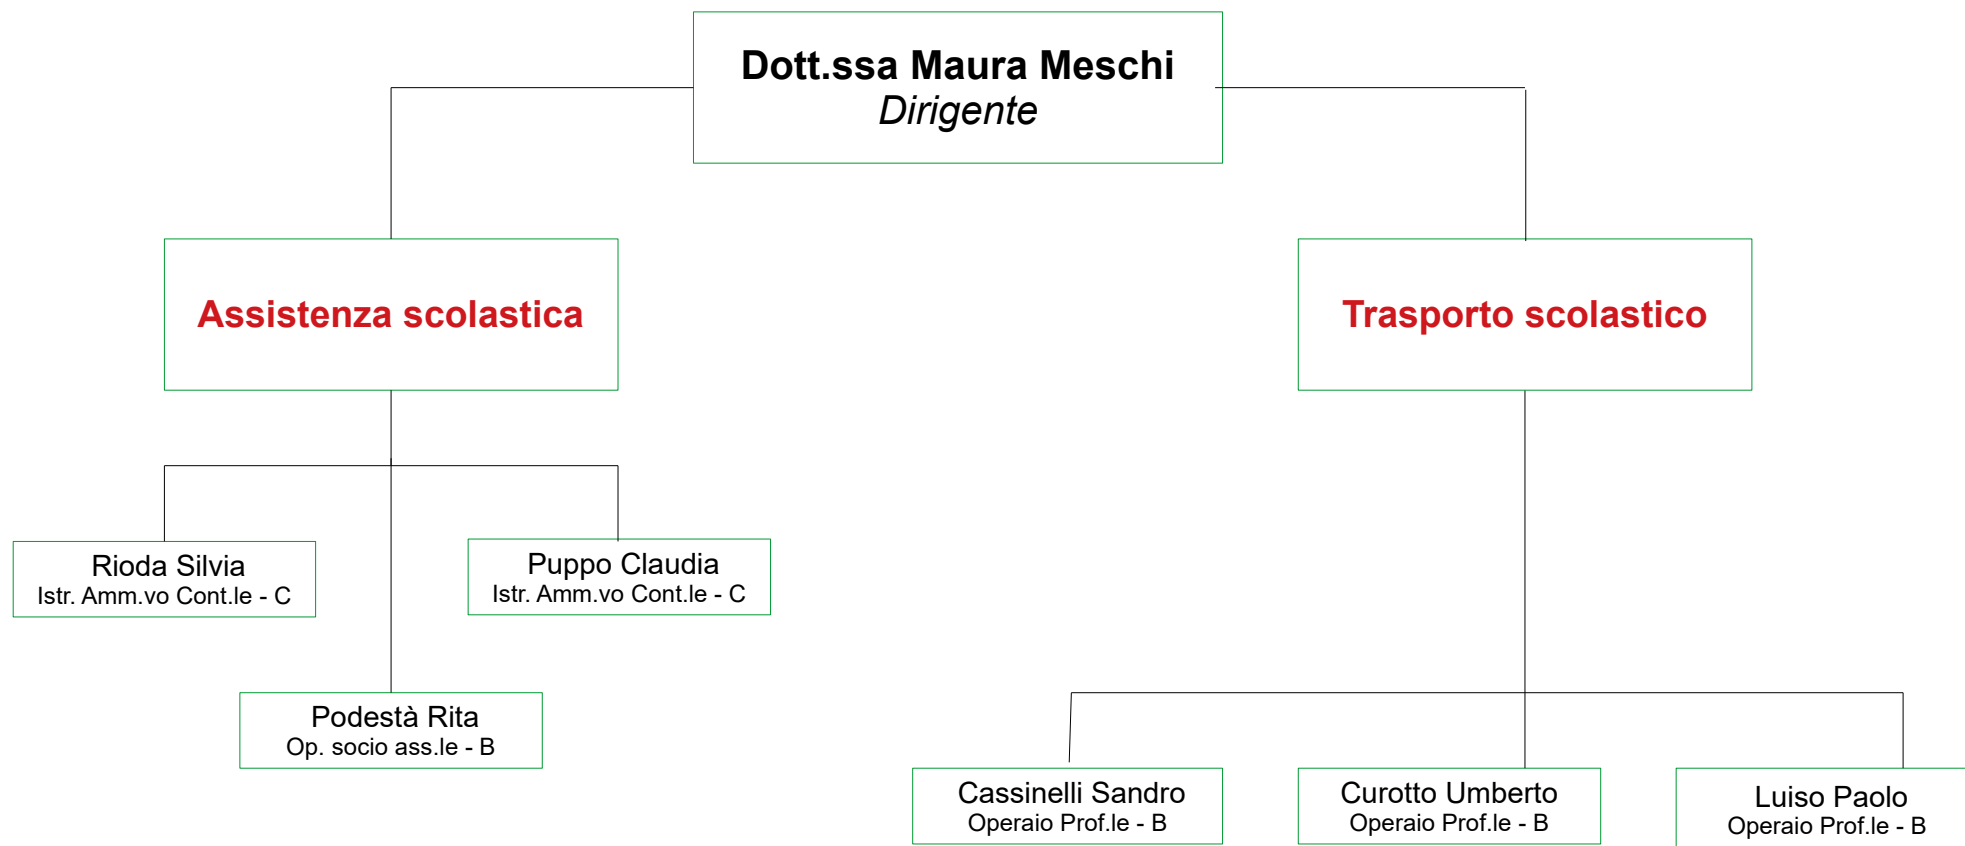 Dott.ssa Maura Meschi
Dirigente
Assistenza scolastica
Trasporto scolastico
Rioda Silvia
Istr. Amm.vo Cont.le - C
Puppo Claudia
Istr. Amm.vo Cont.le - C
Podestà Rita
Op. socio ass.le - B
Cassinelli Sandro
Operaio Prof.le - B
Curotto Umberto
Operaio Prof.le - B
Luiso Paolo
Operaio Prof.le - B